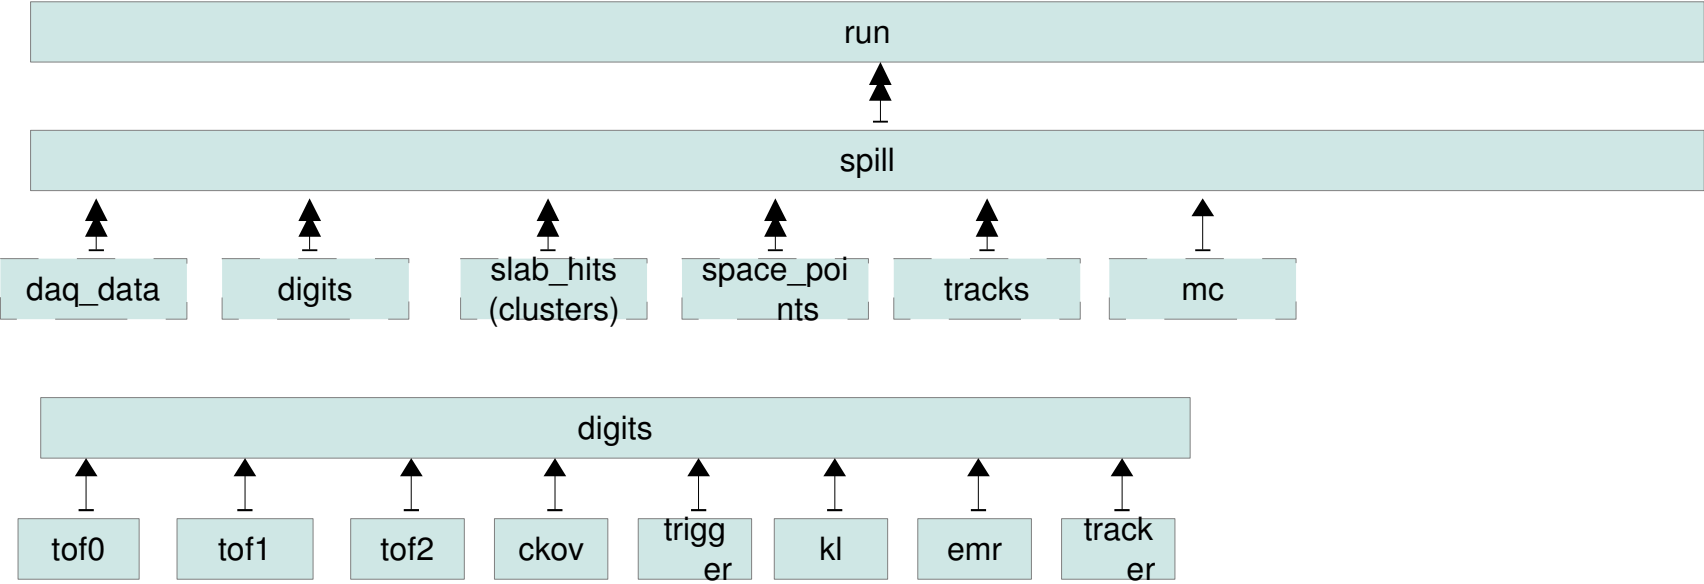 run
spill
daq_data
digits
slab_hits
(clusters)
space_poi
nts
tracks
mc
digits
tof0
tof1
tof2
ckov
trigg
er
kl
emr
track
er